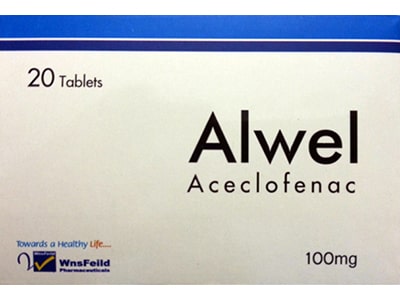 20 Tablets
Alwel
Aceclofenac
Towards a Healthy Life....
WnsFeild
Pharmaceuticals
100mg